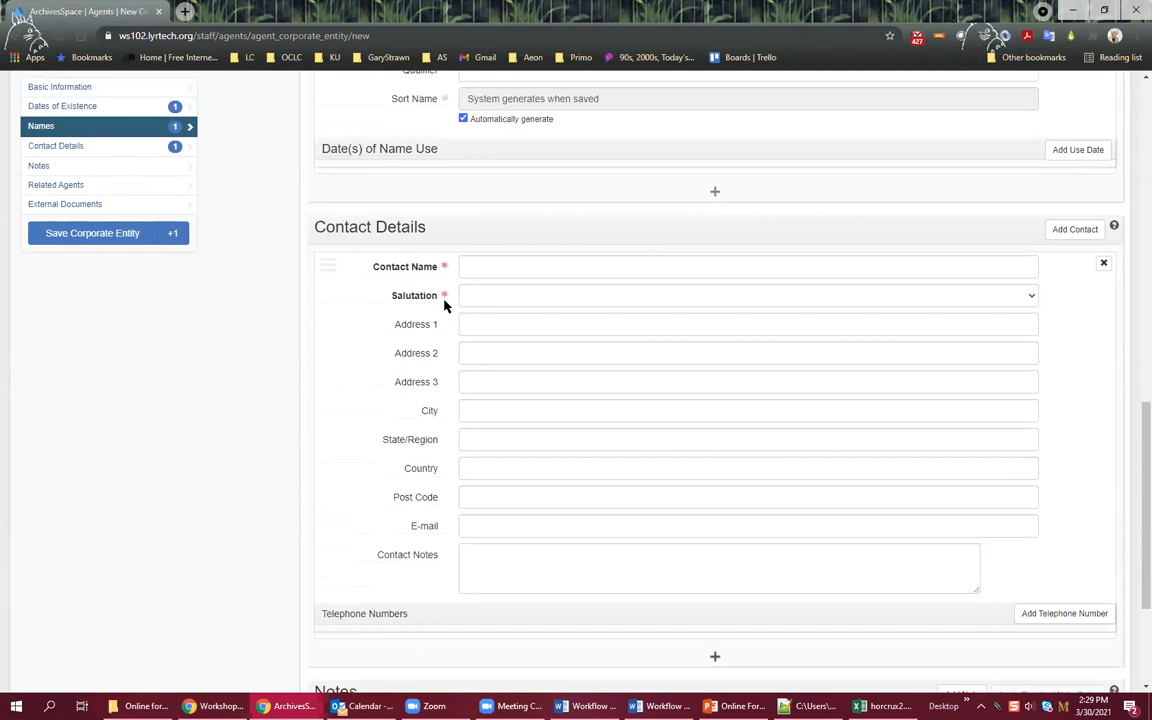 ArchivesSpace | Agents | New C
ws102.lyrtech.org/staff/agents/agent_corporate_entity/new
427
Apps Bookmarks Home | Free Interne... LC OCLC KU GaryStrawn AS Gmail Aeon Primo 90s, 2000s, Today's... Boards | Trello Other bookmarks Reading list
Basic Information
Dates of Existence 1
Names 1
Contact Details 1
Notes
Related Agents
External Documents
Save Corporate Entity +1
Qualifier
Sort Name System generates when saved
Automatically generate
Date(s) of Name Use Add Use Date
Contact Details Add Contact
Contact Name *
Salutation *
Address 1
Address 2
Address 3
City
State/Region
Country
Post Code
E-mail
Contact Notes
Telephone Numbers Add Telephone Number
Notes
Online for... Workshop... ArchivesS... Calendar -... Zoom Meeting C... Workflow ... Workflow ... Online For... C:\Users\... horcrux2.... Desktop 2:29 PM
3/30/2021
2